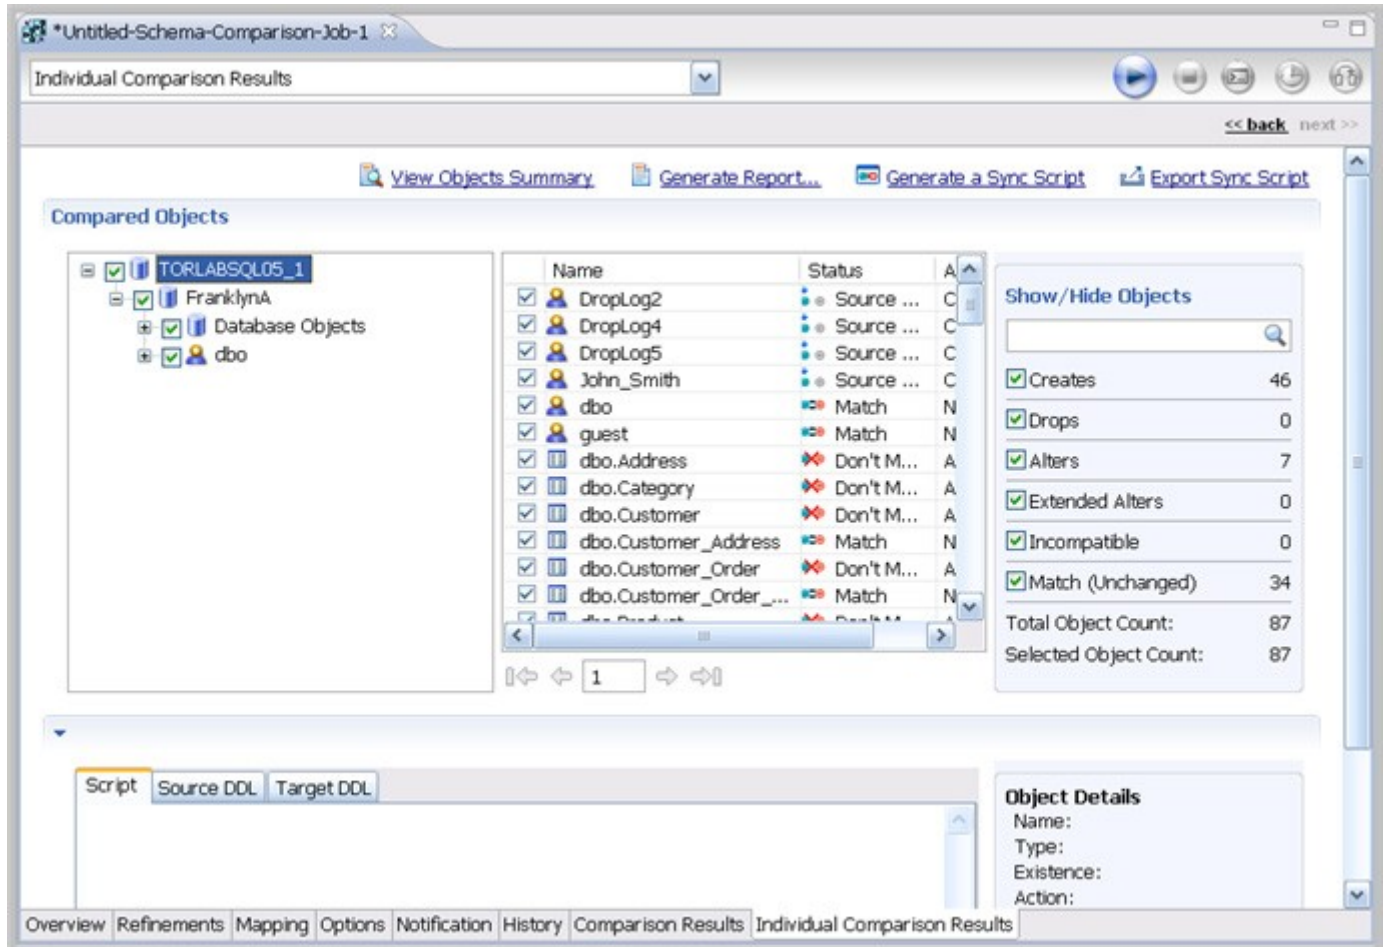 *Untitled-Schema-Comparison-Job-1
Individual Comparison Results
<< back next >>
View Objects Summary Generate Report... Generate a Sync Script Export Sync Script
Compared Objects
TORLABSQL05_1
FranklynA
Database Objects
dbo
Name Status A
DropLog2 Source ... C
DropLog4 Source ... C
DropLog5 Source ... C
John_Smith Source ... C
dbo Match N
guest Match N
dbo.Address Don't M... A
dbo.Category Don't M... A
dbo.Customer Don't M... A
dbo.Customer_Address Match N
dbo.Customer_Order Don't M... A
dbo.Customer_Order_... Match N
1
Show/Hide Objects
Creates 46
Drops 0
Alters 7
Extended Alters 0
Incompatible 0
Match (Unchanged) 34
Total Object Count: 87
Selected Object Count: 87
Script Source DDL Target DDL
Object Details
Name:
Type:
Existence:
Action:
Overview Refinements Mapping Options Notification History Comparison Results Individual Comparison Results